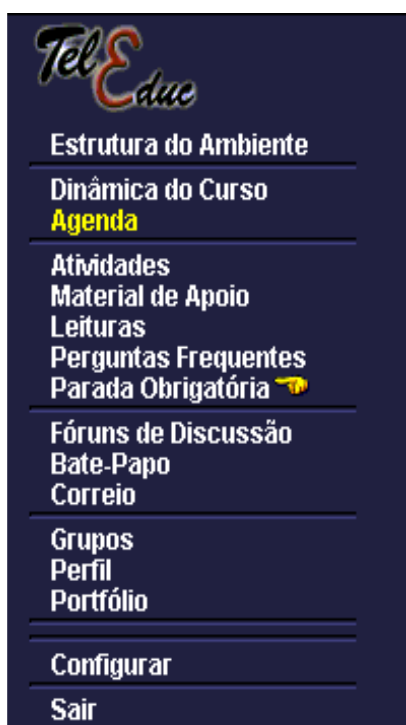 TelEduc
Estrutura do Ambiente
Dinâmica do Curso
Agenda
Atividades
Material de Apoio
Leituras
Perguntas Frequentes
Parada Obrigatória
Fóruns de Discussão
Bate-Papo
Correio
Grupos
Perfil
Portfólio
Configurar
Sair